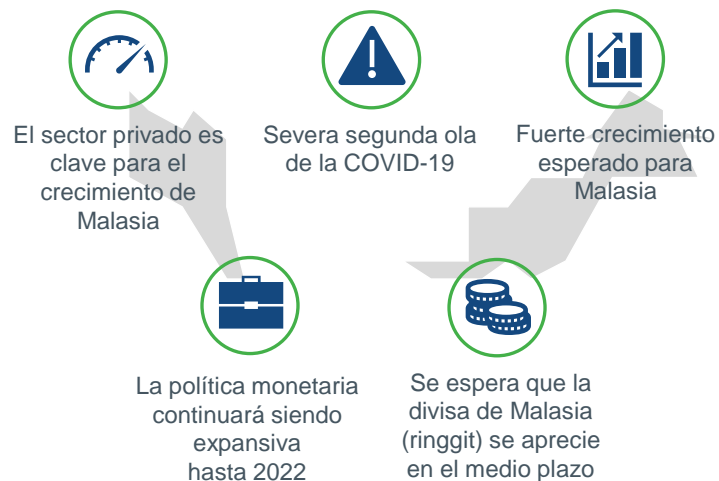 El sector privado es
clave para el
crecimiento de
Malasia
Severa segunda ola
de la COVID-19
Fuerte crecimiento
esperado para
Malasia
La política monetaria
continuará siendo
expansiva
hasta 2022
Se espera que la
divisa de Malasia
(ringgit) se aprecie
en el medio plazo